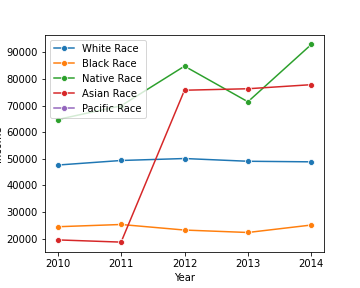 White Race
Black Race
Native Race
Asian Race
Pacific Race
90000
80000
70000
60000
50000
40000
30000
20000
2010 2011 2012 2013 2014
Year